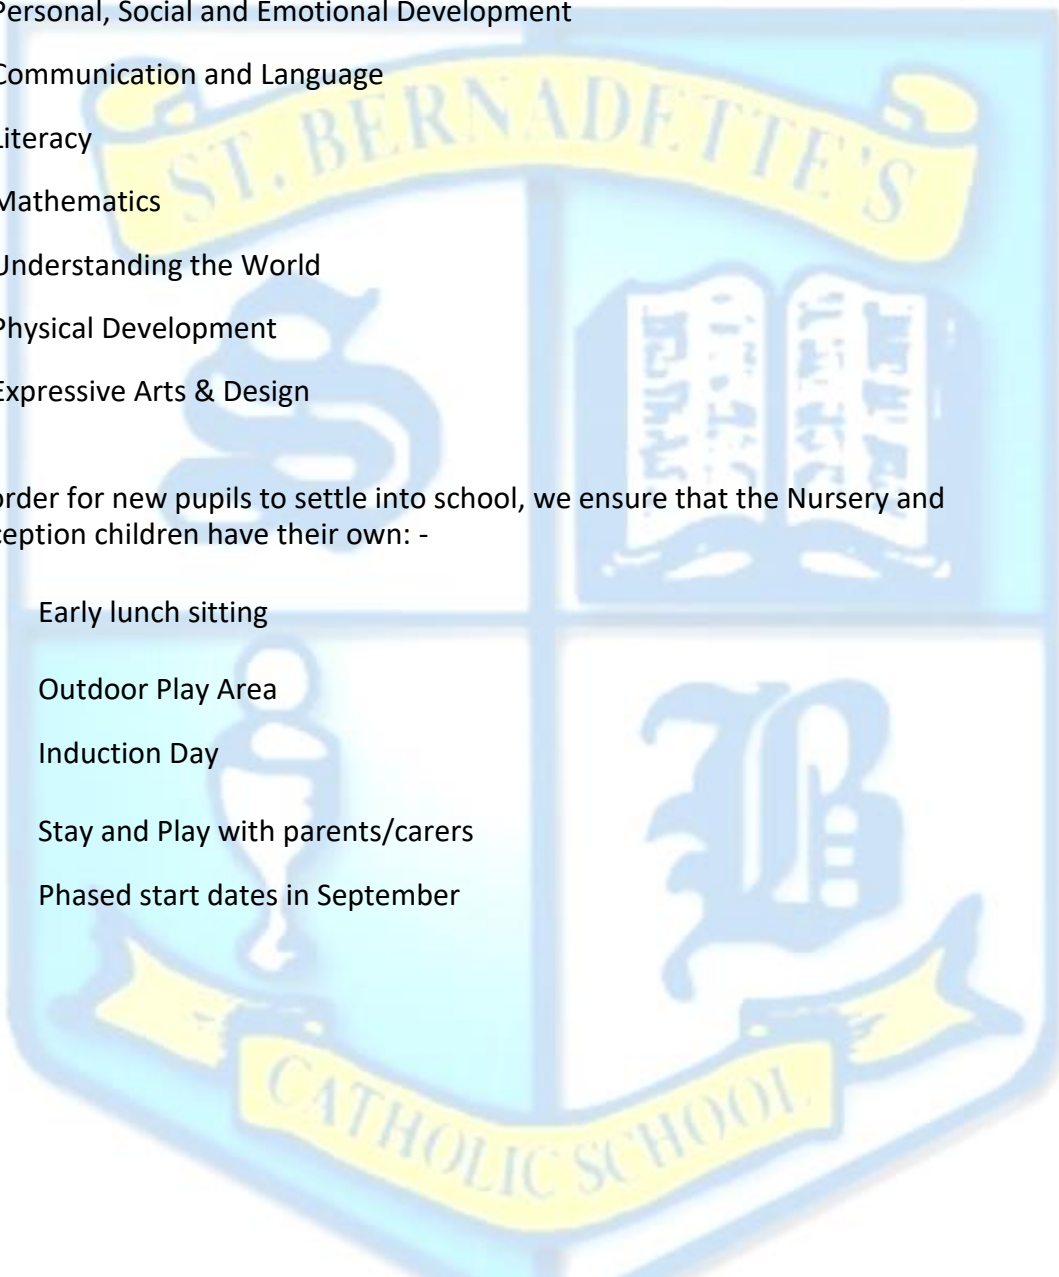 Personal, Social and Emotional Development
Communication and Language
Literacy
Mathematics
Understanding the World
Physical Development
Expressive Arts & Design
order for new pupils to settle into school, we ensure that the Nursery and
ception children have their own: -
Early lunch sitting
Outdoor Play Area
Induction Day
Stay and Play with parents/carers
Phased start dates in September
ST. BERNADETTE'S
S
B
CATHOLIC SCHOOL